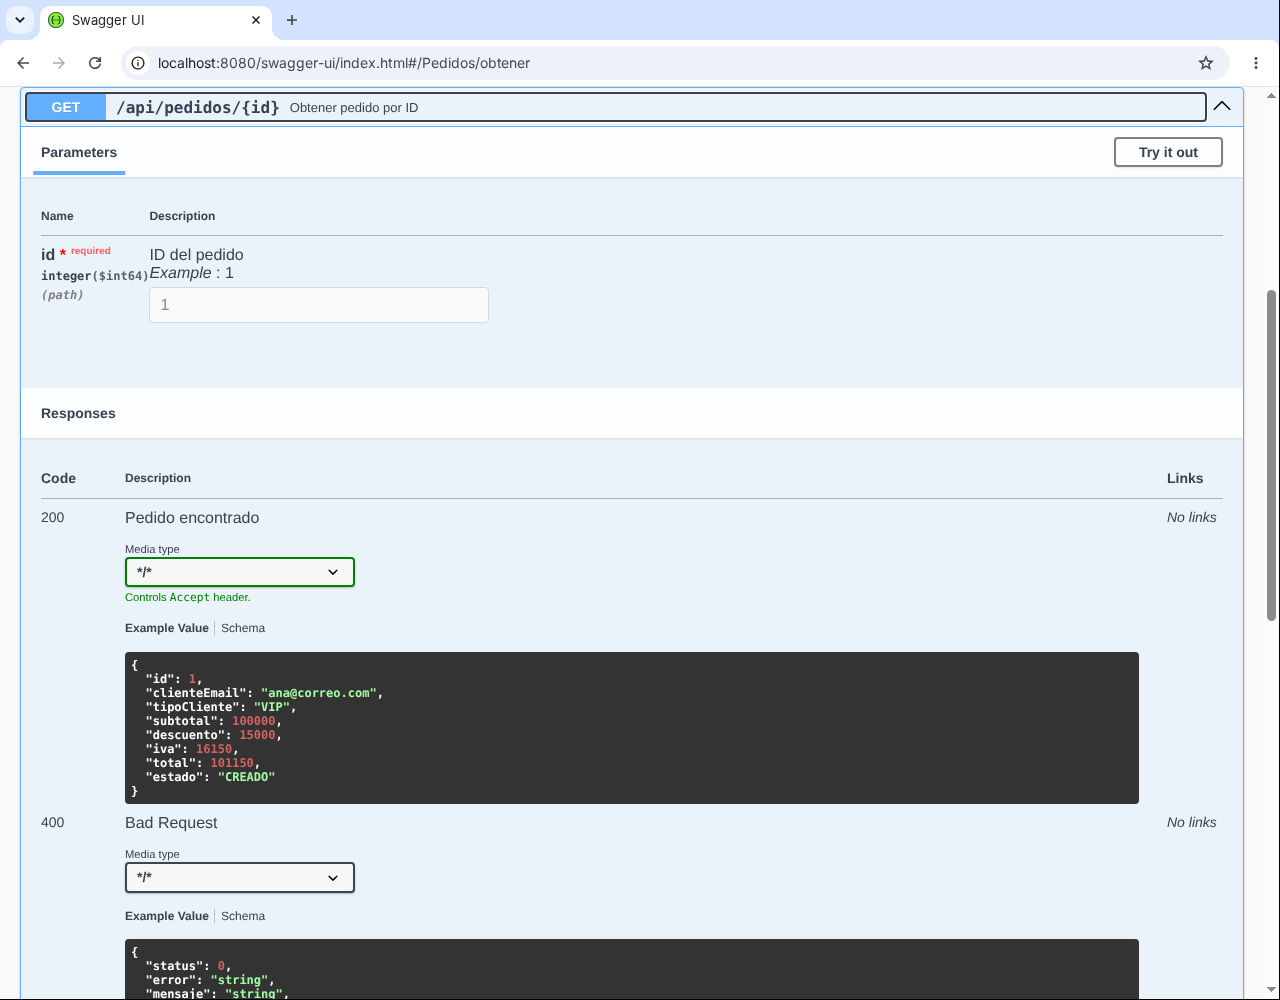 Swagger UI
localhost:8080/swagger-ui/index.html#/Pedidos/obtener
GET /api/pedidos/{id} Obtener pedido por ID
Parameters Try it out
Name Description
id * required ID del pedido
integer($int64) Example : 1
(path)
1
Responses
Code Description Links
200 Pedido encontrado No links
Media type
*/*
Controls Accept header.
Example Value Schema
{
"id": 1,
"clienteEmail": "ana@correo.com",
"tipoCliente": "VIP",
"subtotal": 100000,
"descuento": 15000,
"iva": 16150,
"total": 101150,
"estado": "CREADO"
}
400 Bad Request No links
Media type
*/*
Example Value Schema
{
"status": 0,
"error": "string",
"mensaje": "string",